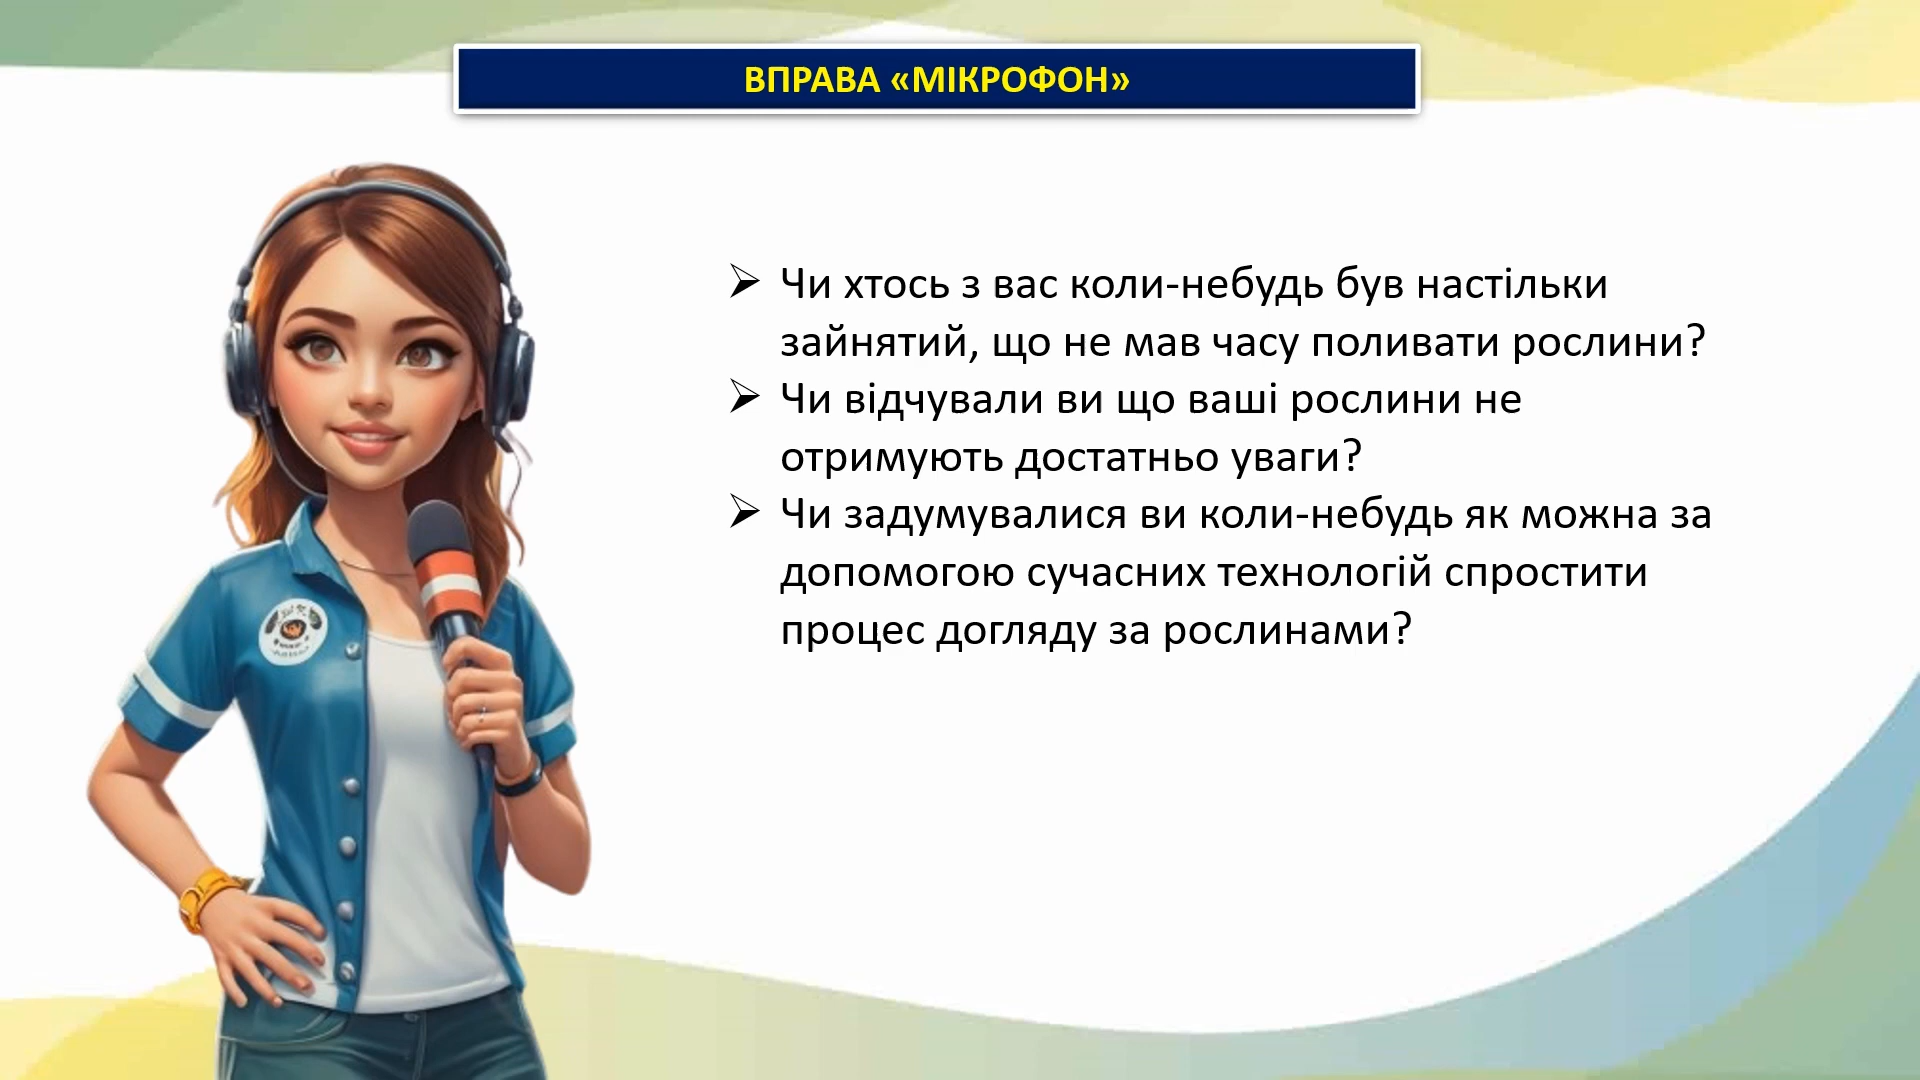 ВПРАВА «МІКРОФОН»
Чи хтось з вас коли-небудь був настільки
зайнятий, що не мав часу поливати рослини?
Чи відчували ви що ваші рослини не
отримують достатньо уваги?
Чи задумувалися ви коли-небудь як можна за
допомогою сучасних технологій спростити
процес догляду за рослинами?